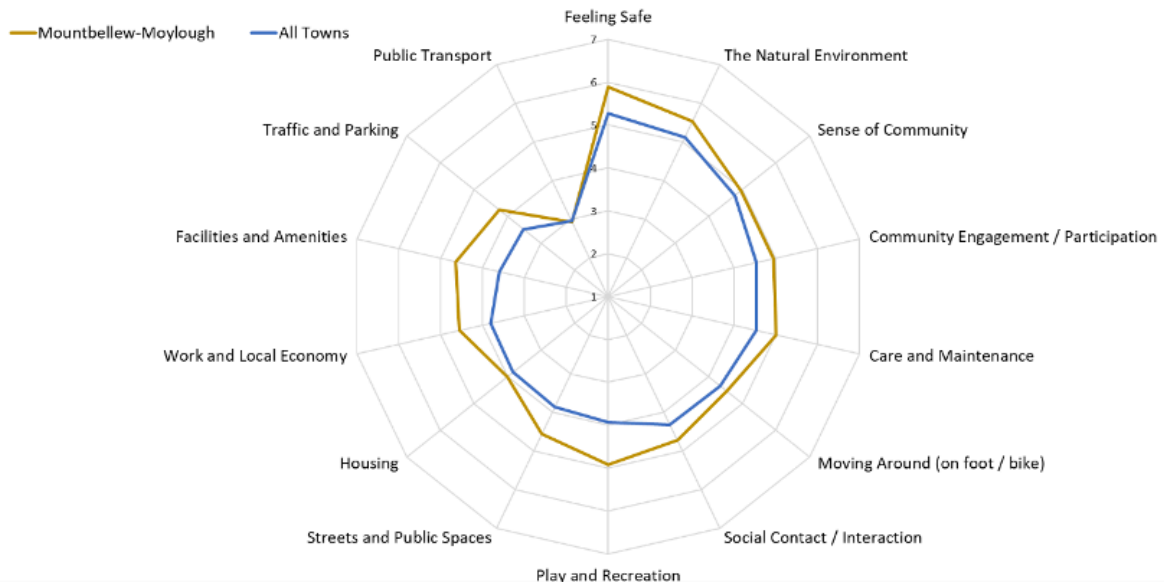 Feeling Safe
Mountbellew-Moylough
All Towns
7
Public Transport
The Natural Environment
6
5
Traffic and Parking
Sense of Community
4
3
Facilities and Amenities
Community Engagement / Participation
2
1
Work and Local Economy
Care and Maintenance
Housing
Moving Around (on foot / bike)
Streets and Public Spaces
Social Contact / Interaction
Play and Recreation